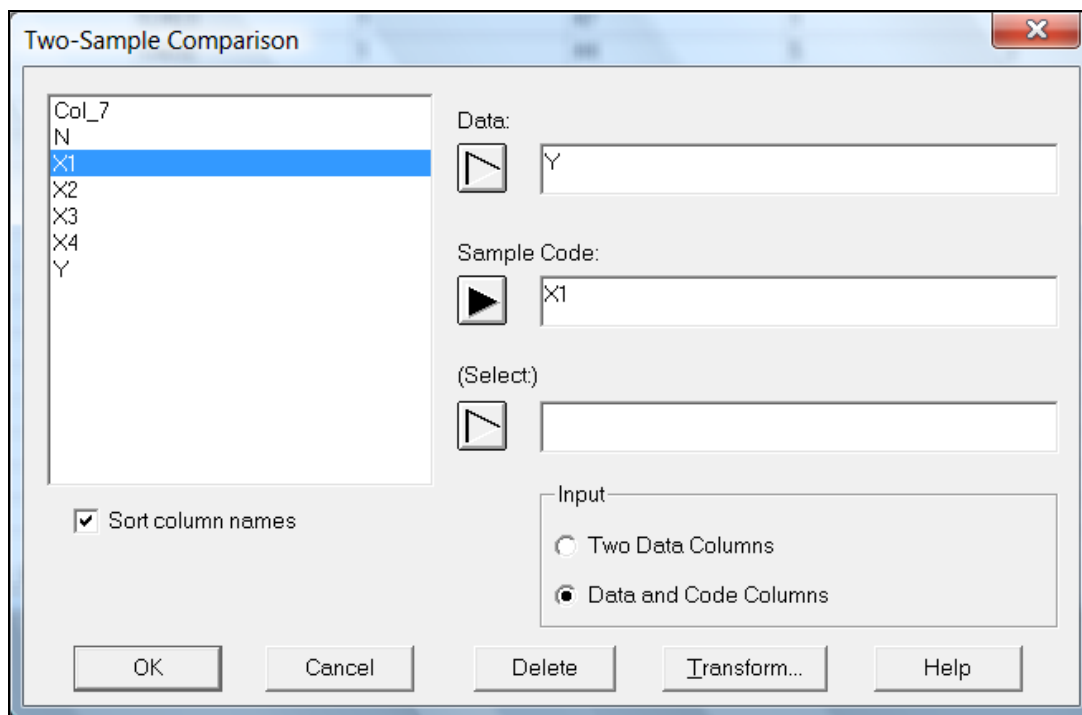 Two-Sample Comparison
Col_7
N
X1
X2
X3
X4
Y
Sort column names
Data:
Y
Sample Code:
X1
(Select:)
Input
Two Data Columns
Data and Code Columns
OK
Cancel
Delete
Transform...
Help